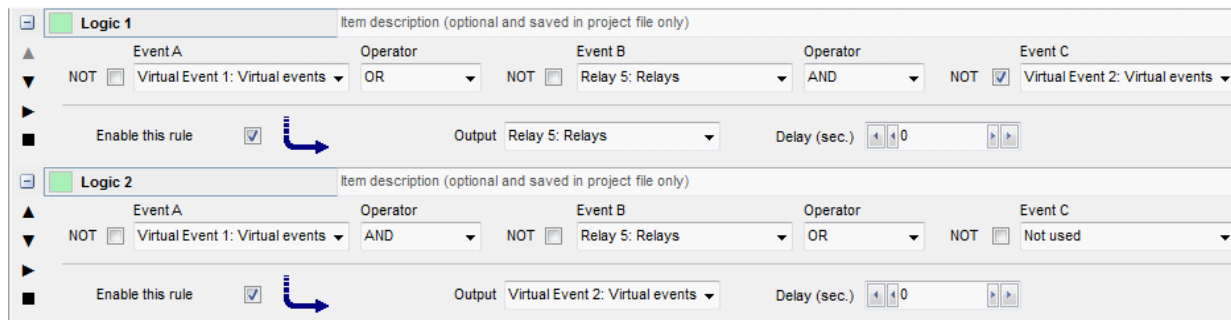 Logic 1 Item description (optional and saved in project file only)
Event A Operator Event B Operator Event C
NOT Virtual Event 1: Virtual events OR NOT Relay 5: Relays AND NOT Virtual Event 2: Virtual events
Enable this rule Output Relay 5: Relays Delay (sec.) 0
Logic 2 Item description (optional and saved in project file only)
Event A Operator Event B Operator Event C
NOT Virtual Event 1: Virtual events AND NOT Relay 5: Relays OR NOT Not used
Enable this rule Output Virtual Event 2: Virtual events Delay (sec.) 0